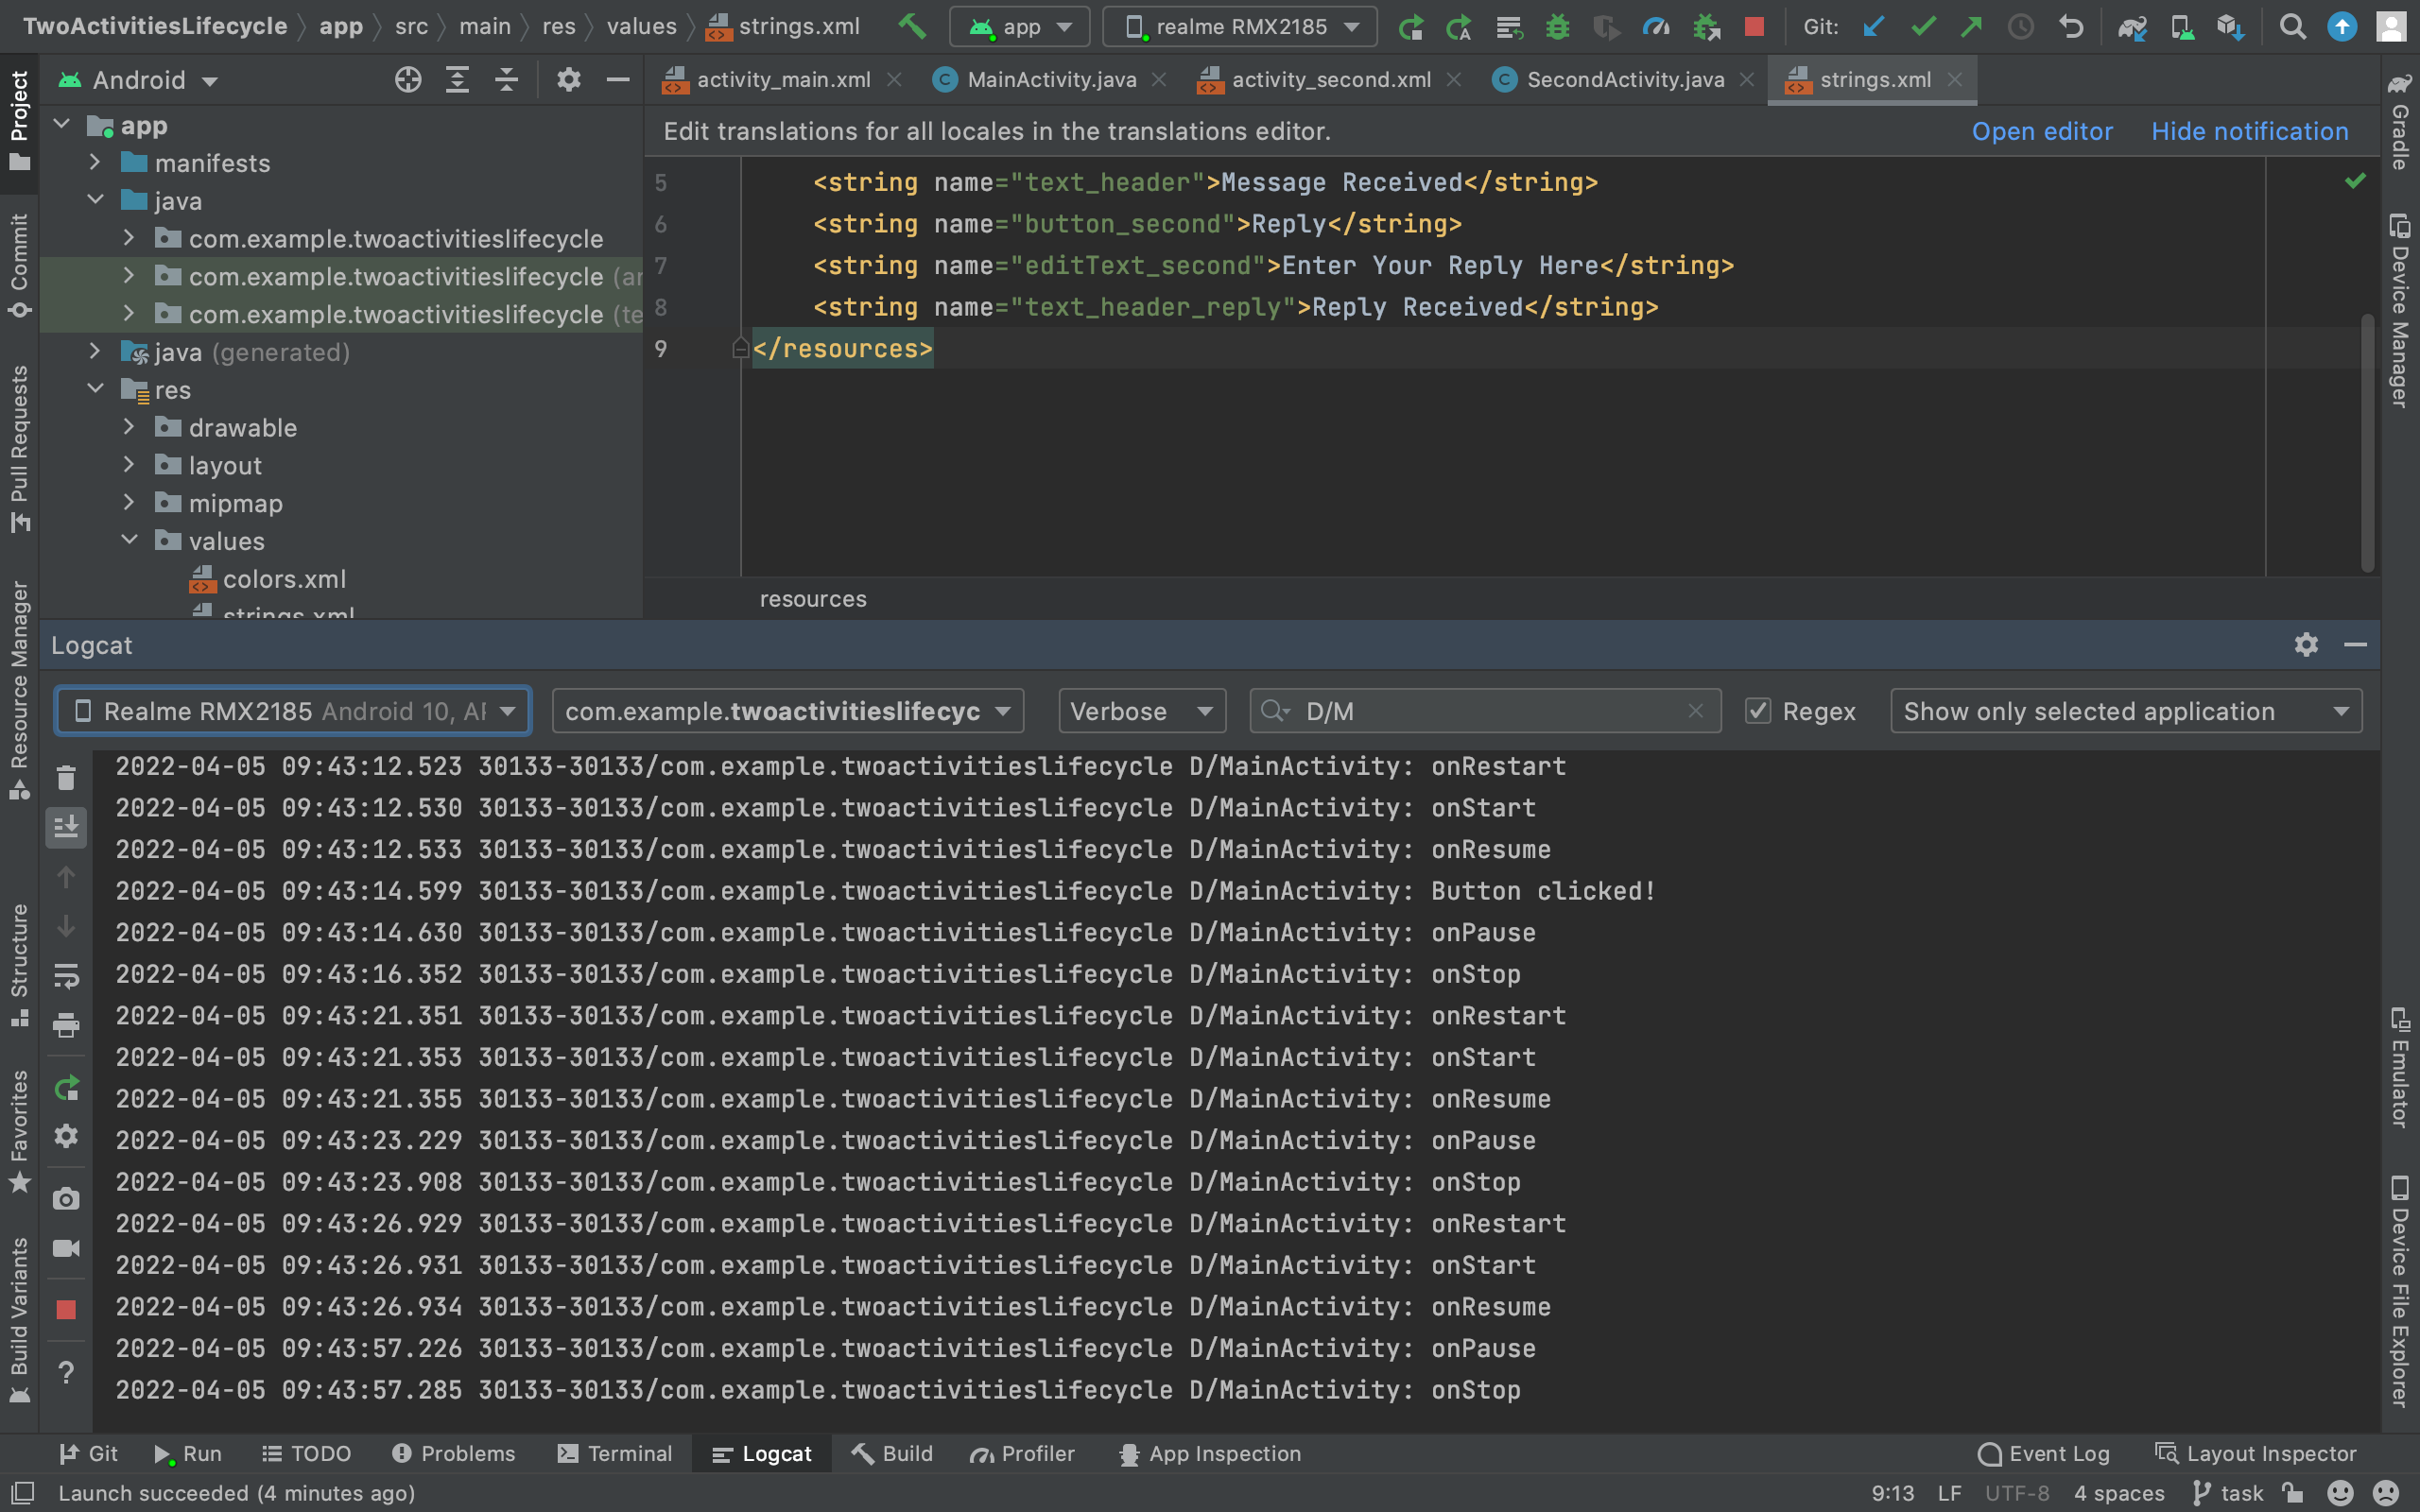 TwoActivitiesLifecycle app src main res values strings.xml app realme RMX2185 Git:
Android
activity_main.xml MainActivity.java activity_second.xml SecondActivity.java strings.xml
Edit translations for all locales in the translations editor. Open editor Hide notification
app
manifests
java
com.example.twoactivitieslifecycle
com.example.twoactivitieslifecycle (ar
com.example.twoactivitieslifecycle (te
java (generated)
res
drawable
layout
mipmap
values
colors.xml
strings.xml
5 <string name="text_header">Message Received</string>
6 <string name="button_second">Reply</string>
7 <string name="editText_second">Enter Your Reply Here</string>
8 <string name="text_header_reply">Reply Received</string>
9 </resources>
resources
Logcat
Realme RMX2185 Android 10, AP com.example.twoactivitieslifecyc Verbose D/M Regex Show only selected application
2022-04-05 09:43:12.523 30133-30133/com.example.twoactivitieslifecycle D/MainActivity: onRestart
2022-04-05 09:43:12.530 30133-30133/com.example.twoactivitieslifecycle D/MainActivity: onStart
2022-04-05 09:43:12.533 30133-30133/com.example.twoactivitieslifecycle D/MainActivity: onResume
2022-04-05 09:43:14.599 30133-30133/com.example.twoactivitieslifecycle D/MainActivity: Button clicked!
2022-04-05 09:43:14.630 30133-30133/com.example.twoactivitieslifecycle D/MainActivity: onPause
2022-04-05 09:43:16.352 30133-30133/com.example.twoactivitieslifecycle D/MainActivity: onStop
2022-04-05 09:43:21.351 30133-30133/com.example.twoactivitieslifecycle D/MainActivity: onRestart
2022-04-05 09:43:21.353 30133-30133/com.example.twoactivitieslifecycle D/MainActivity: onStart
2022-04-05 09:43:21.355 30133-30133/com.example.twoactivitieslifecycle D/MainActivity: onResume
2022-04-05 09:43:23.229 30133-30133/com.example.twoactivitieslifecycle D/MainActivity: onPause
2022-04-05 09:43:23.908 30133-30133/com.example.twoactivitieslifecycle D/MainActivity: onStop
2022-04-05 09:43:26.929 30133-30133/com.example.twoactivitieslifecycle D/MainActivity: onRestart
2022-04-05 09:43:26.931 30133-30133/com.example.twoactivitieslifecycle D/MainActivity: onStart
2022-04-05 09:43:26.934 30133-30133/com.example.twoactivitieslifecycle D/MainActivity: onResume
2022-04-05 09:43:57.226 30133-30133/com.example.twoactivitieslifecycle D/MainActivity: onPause
2022-04-05 09:43:57.285 30133-30133/com.example.twoactivitieslifecycle D/MainActivity: onStop
Project
Commit
Pull Requests
Resource Manager
Structure
Favorites
Build Variants
Gradle
Device Manager
Emulator
Device File Explorer
Git Run TODO Problems Terminal Logcat Build Profiler App Inspection Event Log Layout Inspector
Launch succeeded (4 minutes ago) 9:13 LF UTF-8 4 spaces task